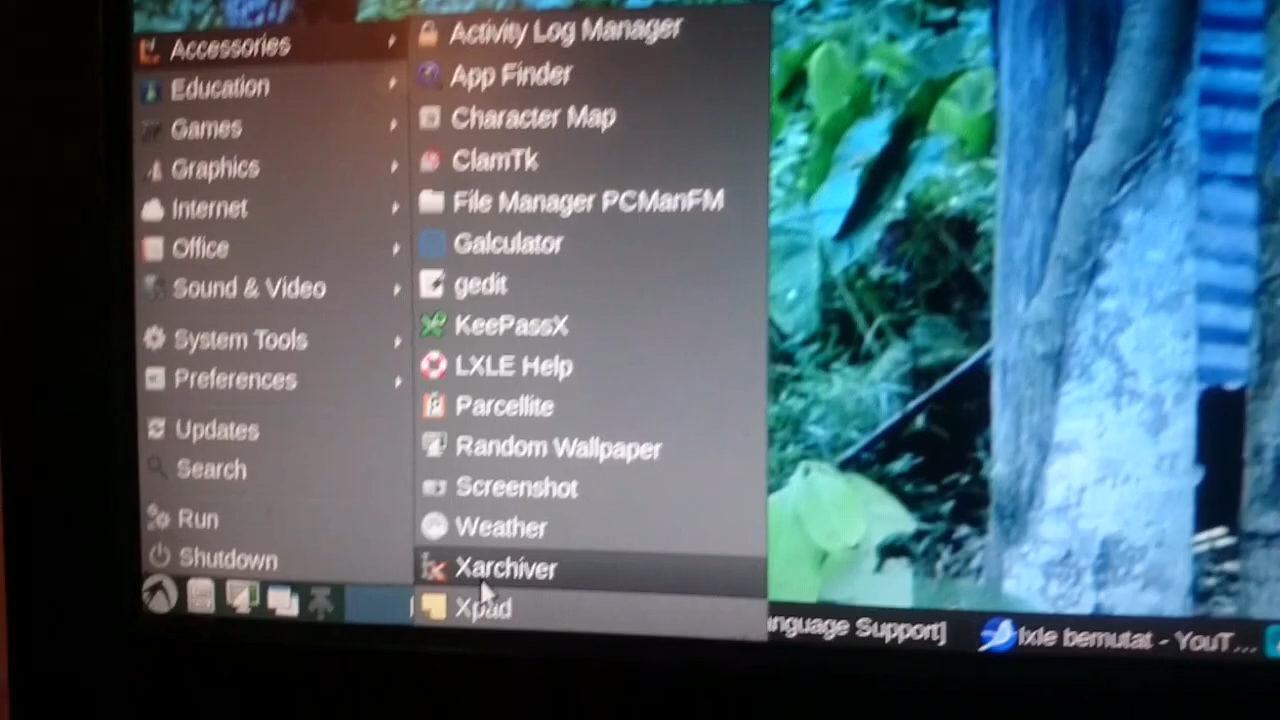 Accessories
Education
Games
Graphics
Internet
Office
Sound & Video
System Tools
Preferences
Updates
Search
Run
Shutdown
Activity Log Manager
App Finder
Character Map
ClamTk
File Manager PCManFM
Galculator
gedit
KeePassX
LXLE Help
Parcellite
Random Wallpaper
Screenshot
Weather
Xarchiver
Xpad
nguage Support]
lxle bemutat - YouT...